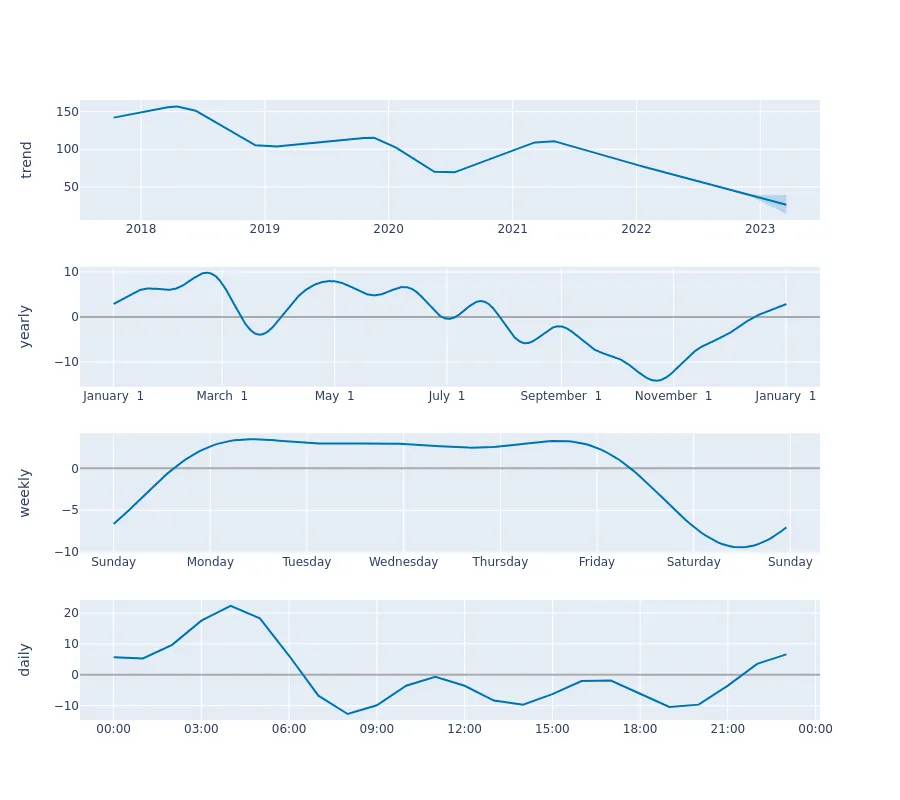 trend
150
100
50
2018 2019 2020 2021 2022 2023
yearly
10
0
−10
January 1 March 1 May 1 July 1 September 1 November 1 January 1
weekly
0
−5
−10
Sunday Monday Tuesday Wednesday Thursday Friday Saturday Sunday
daily
20
10
0
−10
00:00 03:00 06:00 09:00 12:00 15:00 18:00 21:00 00:00